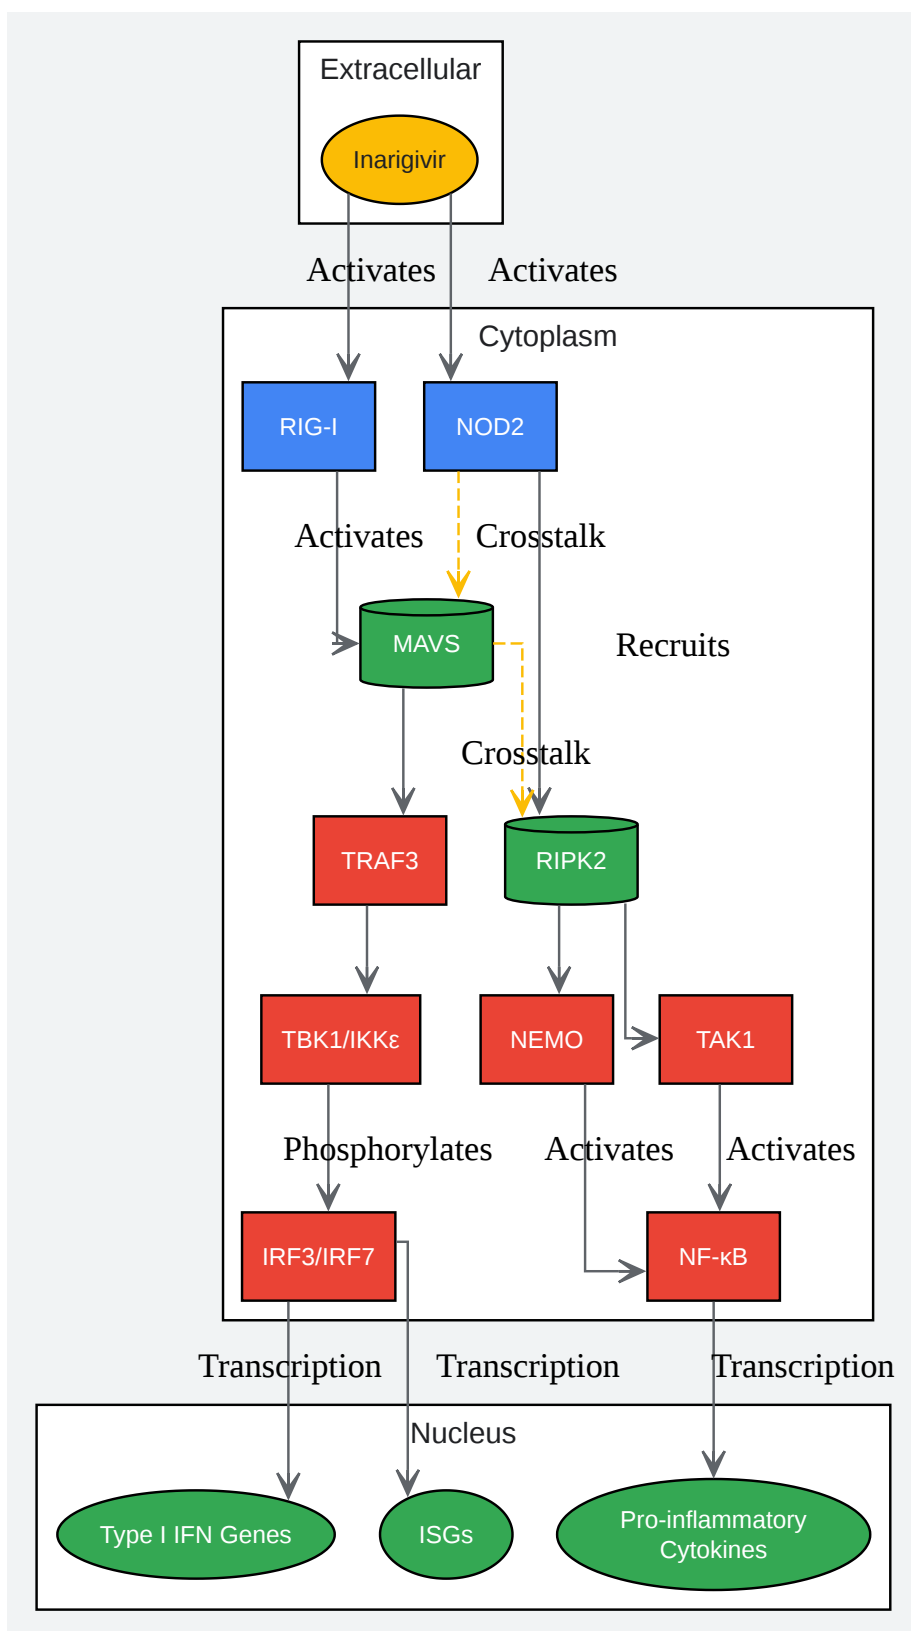 Extracellular
Inarigivir
Activates
Activates
Cytoplasm
RIG-I
NOD2
Activates
Crosstalk
MAVS
Recruits
Crosstalk
TRAF3
RIPK2
TBK1/IKKε
NEMO
TAK1
Phosphorylates
Activates
Activates
IRF3/IRF7
NF-κB
Transcription
Transcription
Transcription
Nucleus
Type I IFN Genes
ISGs
Pro-inflammatory
Cytokines